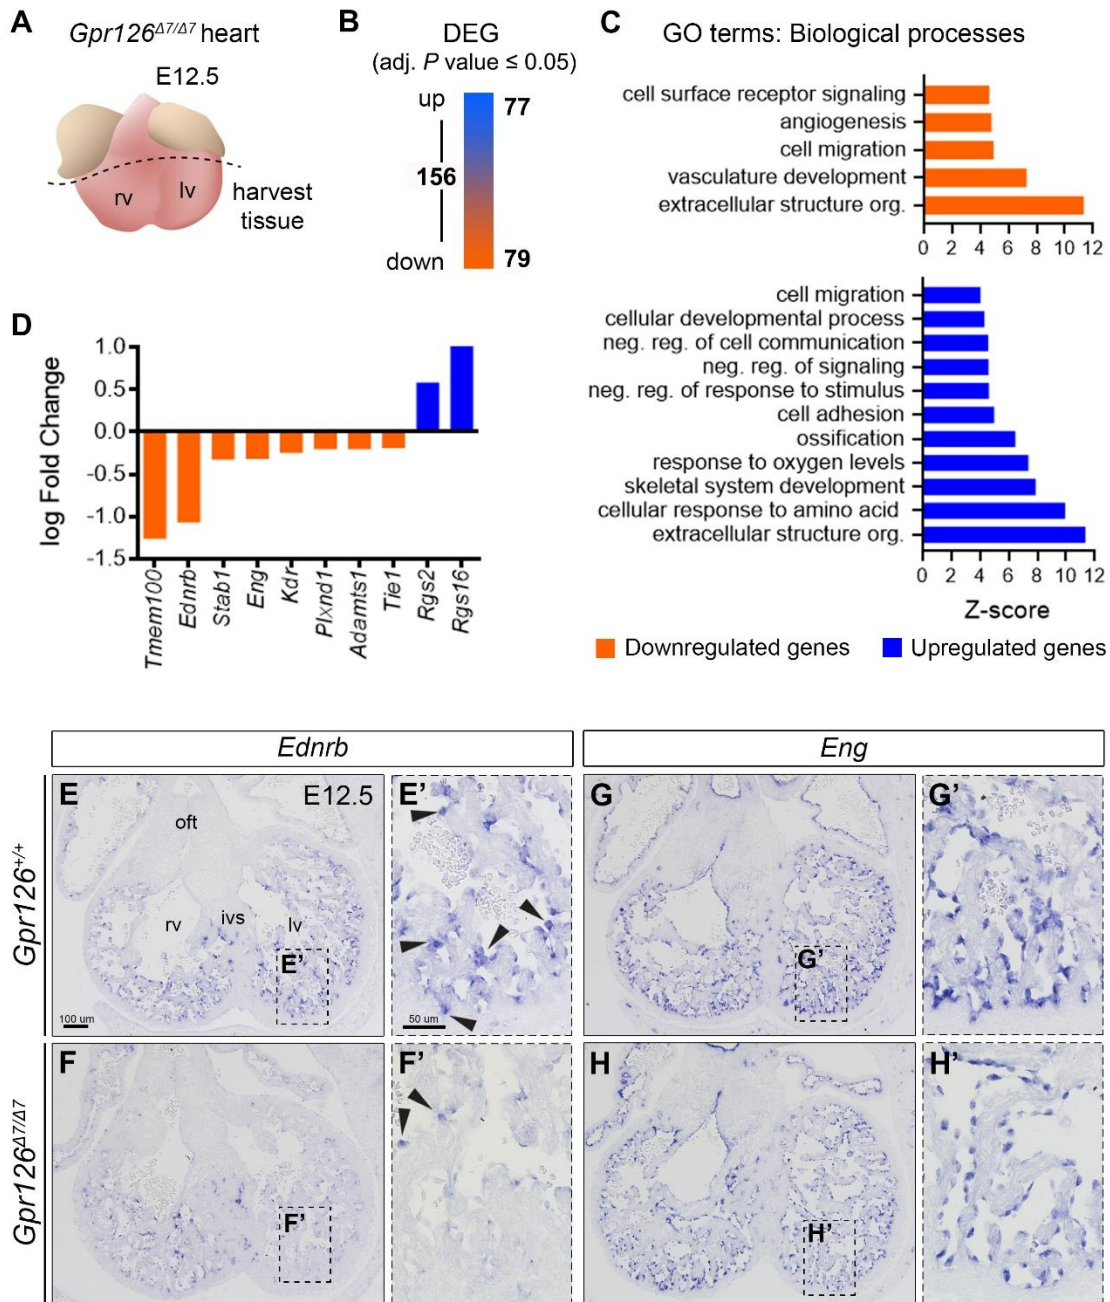 A
Gpr126Δ7/Δ7 heart
E12.5
rv
lv
harvest
tissue
B
DEG
(adj. P value ≤ 0.05)
up
77
156
down
79
C
GO terms: Biological processes
cell surface receptor signaling
angiogenesis
cell migration
vasculature development
extracellular structure org.
0 2 4 6 8 10 12
cell migration
cellular developmental process
neg. reg. of cell communication
neg. reg. of signaling
neg. reg. of response to stimulus
cell adhesion
ossification
response to oxygen levels
skeletal system development
cellular response to amino acid
extracellular structure org.
0 2 4 6 8 10 12
Z-score
Downregulated genes
Upregulated genes
D
log Fold Change
1.0
0.5
0.0
-0.5
-1.0
-1.5
Tmem100
Ednrb
Stab1
Eng
Kdr
Plxnd1
Adamts1
Tie1
Rgs2
Rgs16
Ednrb
Eng
Gpr126+/+
E
E12.5
oft
rv
ivs
lv
E'
100 um
E'
50 um
G
G'
G'
Gpr126Δ7/Δ7
F
F'
F'
H
H'
H'